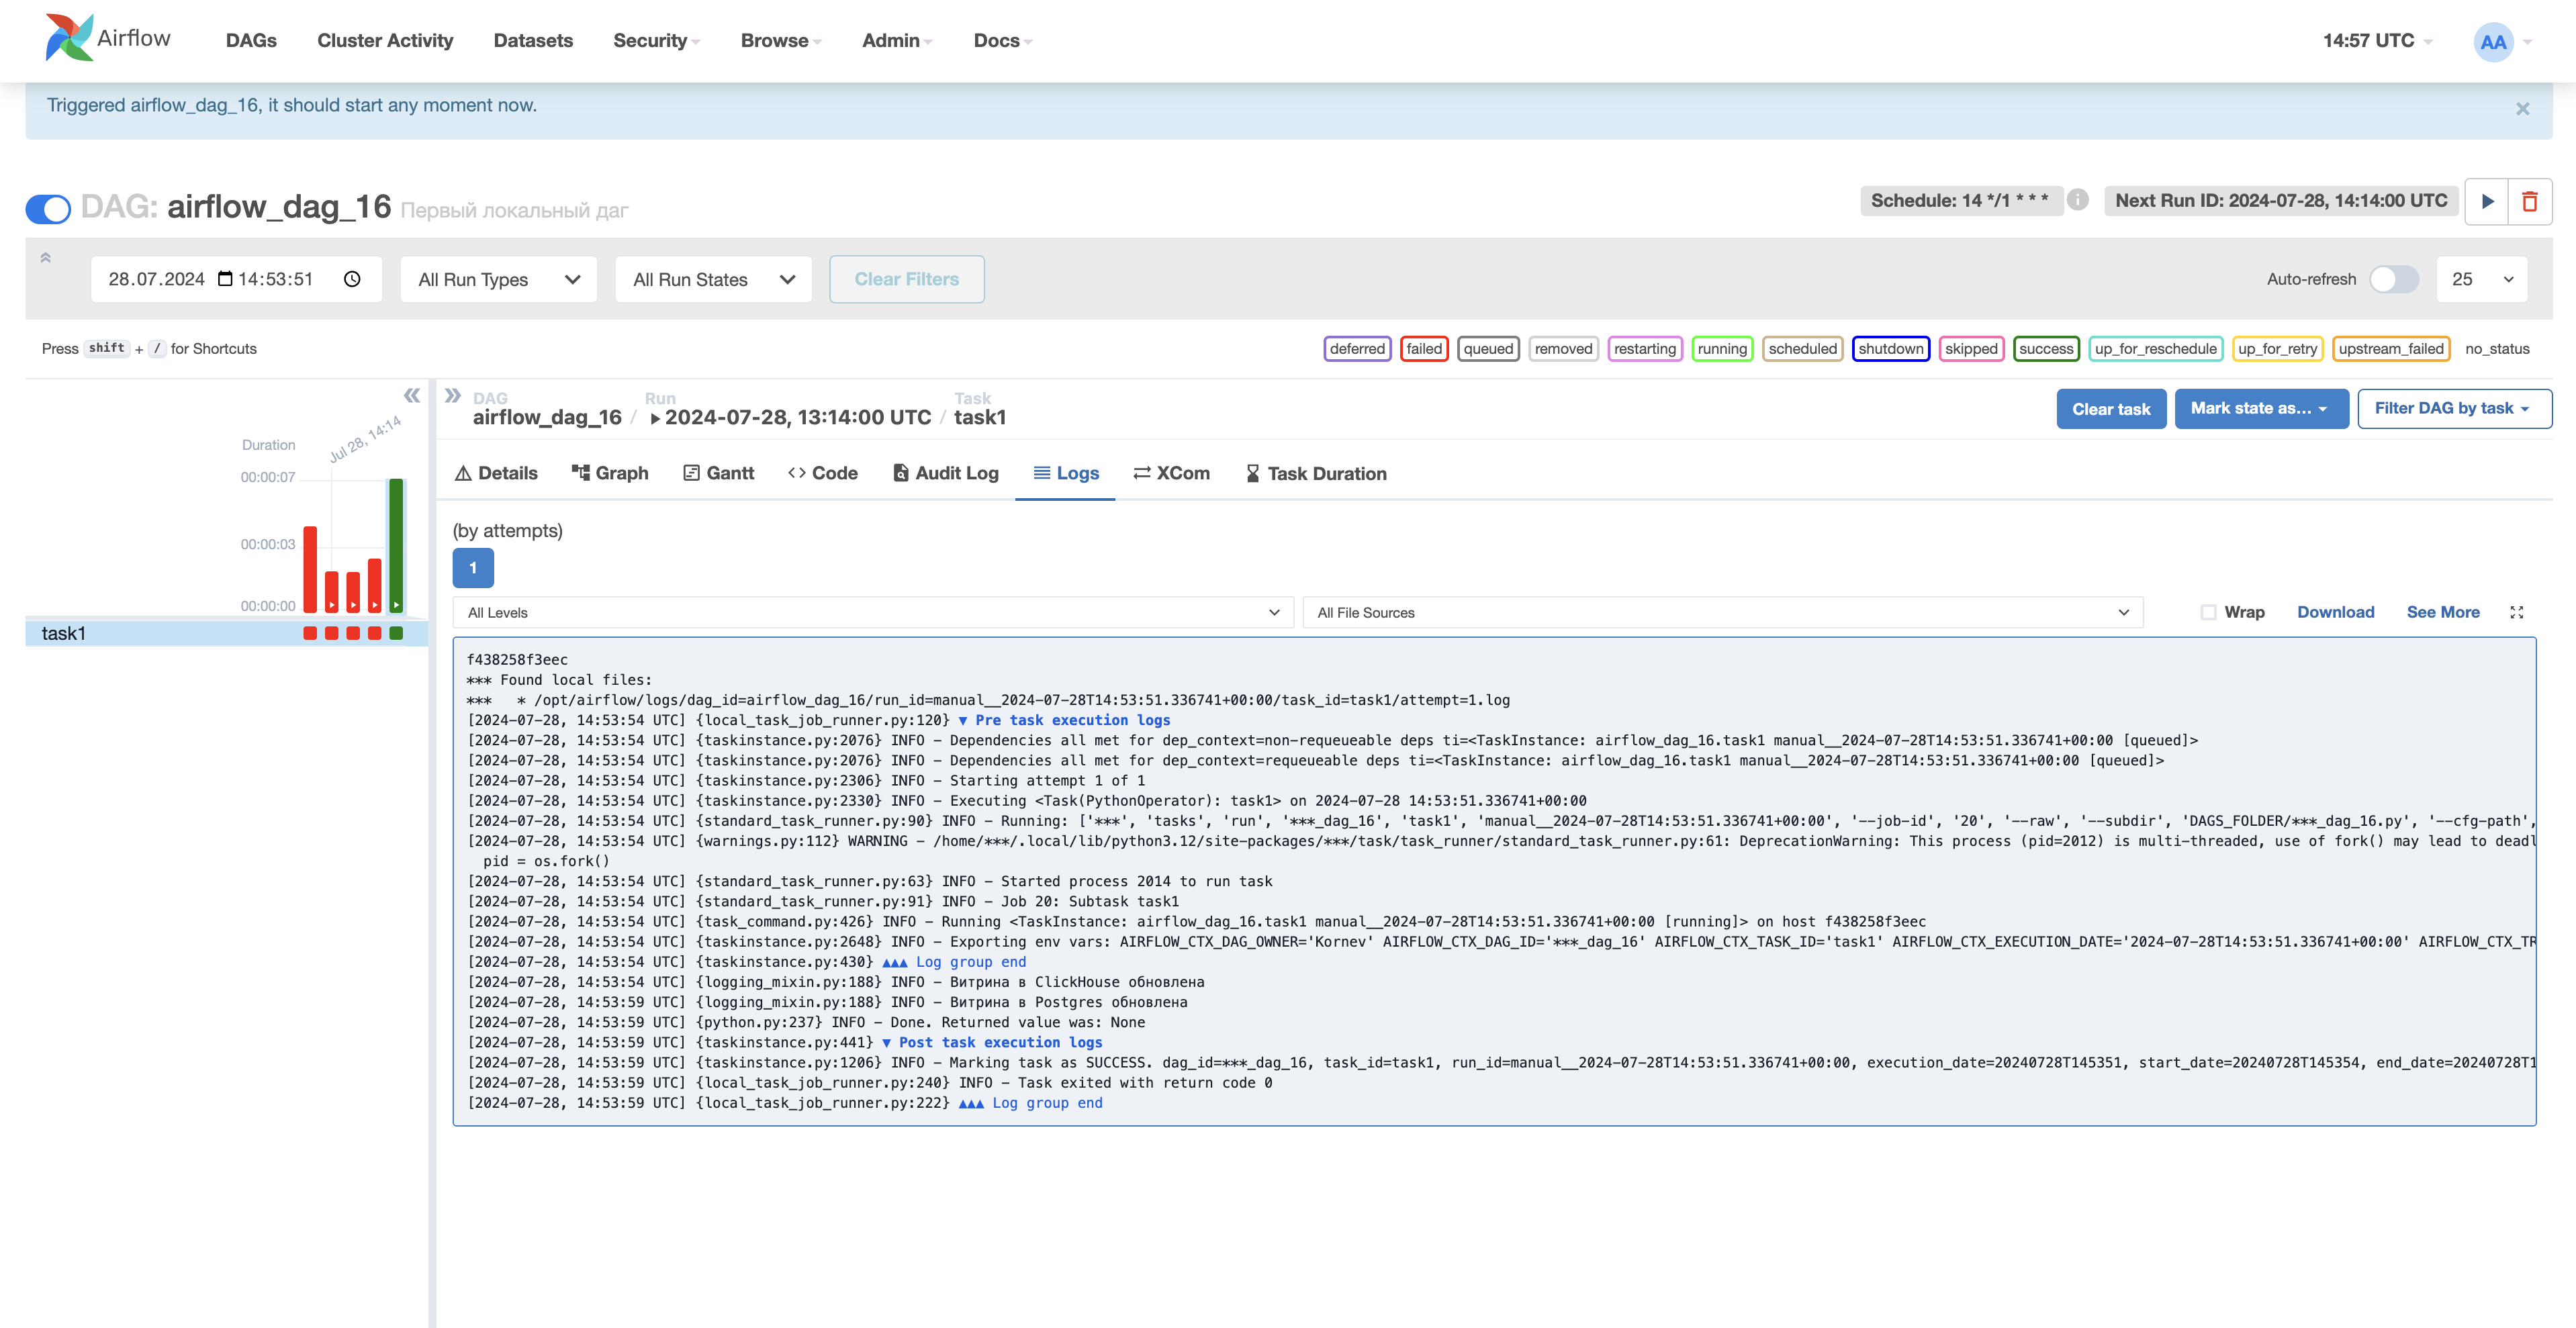 Airflow DAGs Cluster Activity Datasets Security Browse Admin Docs 14:57 UTC AA
Triggered airflow_dag_16, it should start any moment now. ×
DAG: airflow_dag_16 Первый локальный даг Schedule: 14 */1 * * * i Next Run ID: 2024-07-28, 14:14:00 UTC
28.07.2024 14:53:51 All Run Types All Run States Clear Filters Auto-refresh 25
Press shift + / for Shortcuts deferred failed queued removed restarting running scheduled shutdown skipped success up_for_reschedule up_for_retry upstream_failed no_status
DAG Run Task
airflow_dag_16 / 2024-07-28, 13:14:00 UTC / task1 Clear task Mark state as... Filter DAG by task
Jul 28, 14:14
Duration
00:00:07
00:00:03
00:00:00
task1
Details Graph Gantt Code Audit Log Logs XCom Task Duration
(by attempts)
1
All Levels All File Sources Wrap Download See More
f438258f3eec
*** Found local files:
***   * /opt/airflow/logs/dag_id=airflow_dag_16/run_id=manual__2024-07-28T14:53:51.336741+00:00/task_id=task1/attempt=1.log
[2024-07-28, 14:53:54 UTC] {local_task_job_runner.py:120} ▼ Pre task execution logs
[2024-07-28, 14:53:54 UTC] {taskinstance.py:2076} INFO - Dependencies all met for dep_context=non-requeueable deps ti=<TaskInstance: airflow_dag_16.task1 manual__2024-07-28T14:53:51.336741+00:00 [queued]>
[2024-07-28, 14:53:54 UTC] {taskinstance.py:2076} INFO - Dependencies all met for dep_context=requeueable deps ti=<TaskInstance: airflow_dag_16.task1 manual__2024-07-28T14:53:51.336741+00:00 [queued]>
[2024-07-28, 14:53:54 UTC] {taskinstance.py:2306} INFO - Starting attempt 1 of 1
[2024-07-28, 14:53:54 UTC] {taskinstance.py:2330} INFO - Executing <Task(PythonOperator): task1> on 2024-07-28 14:53:51.336741+00:00
[2024-07-28, 14:53:54 UTC] {standard_task_runner.py:90} INFO - Running: ['***', 'tasks', 'run', '***_dag_16', 'task1', 'manual__2024-07-28T14:53:51.336741+00:00', '--job-id', '20', '--raw', '--subdir', 'DAGS_FOLDER/***_dag_16.py', '--cfg-path',
[2024-07-28, 14:53:54 UTC] {warnings.py:112} WARNING - /home/***/.local/lib/python3.12/site-packages/***/task/task_runner/standard_task_runner.py:61: DeprecationWarning: This process (pid=2012) is multi-threaded, use of fork() may lead to deadl
pid = os.fork()
[2024-07-28, 14:53:54 UTC] {standard_task_runner.py:63} INFO - Started process 2014 to run task
[2024-07-28, 14:53:54 UTC] {standard_task_runner.py:91} INFO - Job 20: Subtask task1
[2024-07-28, 14:53:54 UTC] {task_command.py:426} INFO - Running <TaskInstance: airflow_dag_16.task1 manual__2024-07-28T14:53:51.336741+00:00 [running]> on host f438258f3eec
[2024-07-28, 14:53:54 UTC] {taskinstance.py:2648} INFO - Exporting env vars: AIRFLOW_CTX_DAG_OWNER='Kornev' AIRFLOW_CTX_DAG_ID='***_dag_16' AIRFLOW_CTX_TASK_ID='task1' AIRFLOW_CTX_EXECUTION_DATE='2024-07-28T14:53:51.336741+00:00' AIRFLOW_CTX_TR
[2024-07-28, 14:53:54 UTC] {taskinstance.py:430} ▲▲▲ Log group end
[2024-07-28, 14:53:54 UTC] {logging_mixin.py:188} INFO - Витрина в ClickHouse обновлена
[2024-07-28, 14:53:59 UTC] {logging_mixin.py:188} INFO - Витрина в Postgres обновлена
[2024-07-28, 14:53:59 UTC] {python.py:237} INFO - Done. Returned value was: None
[2024-07-28, 14:53:59 UTC] {taskinstance.py:441} ▼ Post task execution logs
[2024-07-28, 14:53:59 UTC] {taskinstance.py:1206} INFO - Marking task as SUCCESS. dag_id=***_dag_16, task_id=task1, run_id=manual__2024-07-28T14:53:51.336741+00:00, execution_date=20240728T145351, start_date=20240728T145354, end_date=20240728T1
[2024-07-28, 14:53:59 UTC] {local_task_job_runner.py:240} INFO - Task exited with return code 0
[2024-07-28, 14:53:59 UTC] {local_task_job_runner.py:222} ▲▲▲ Log group end